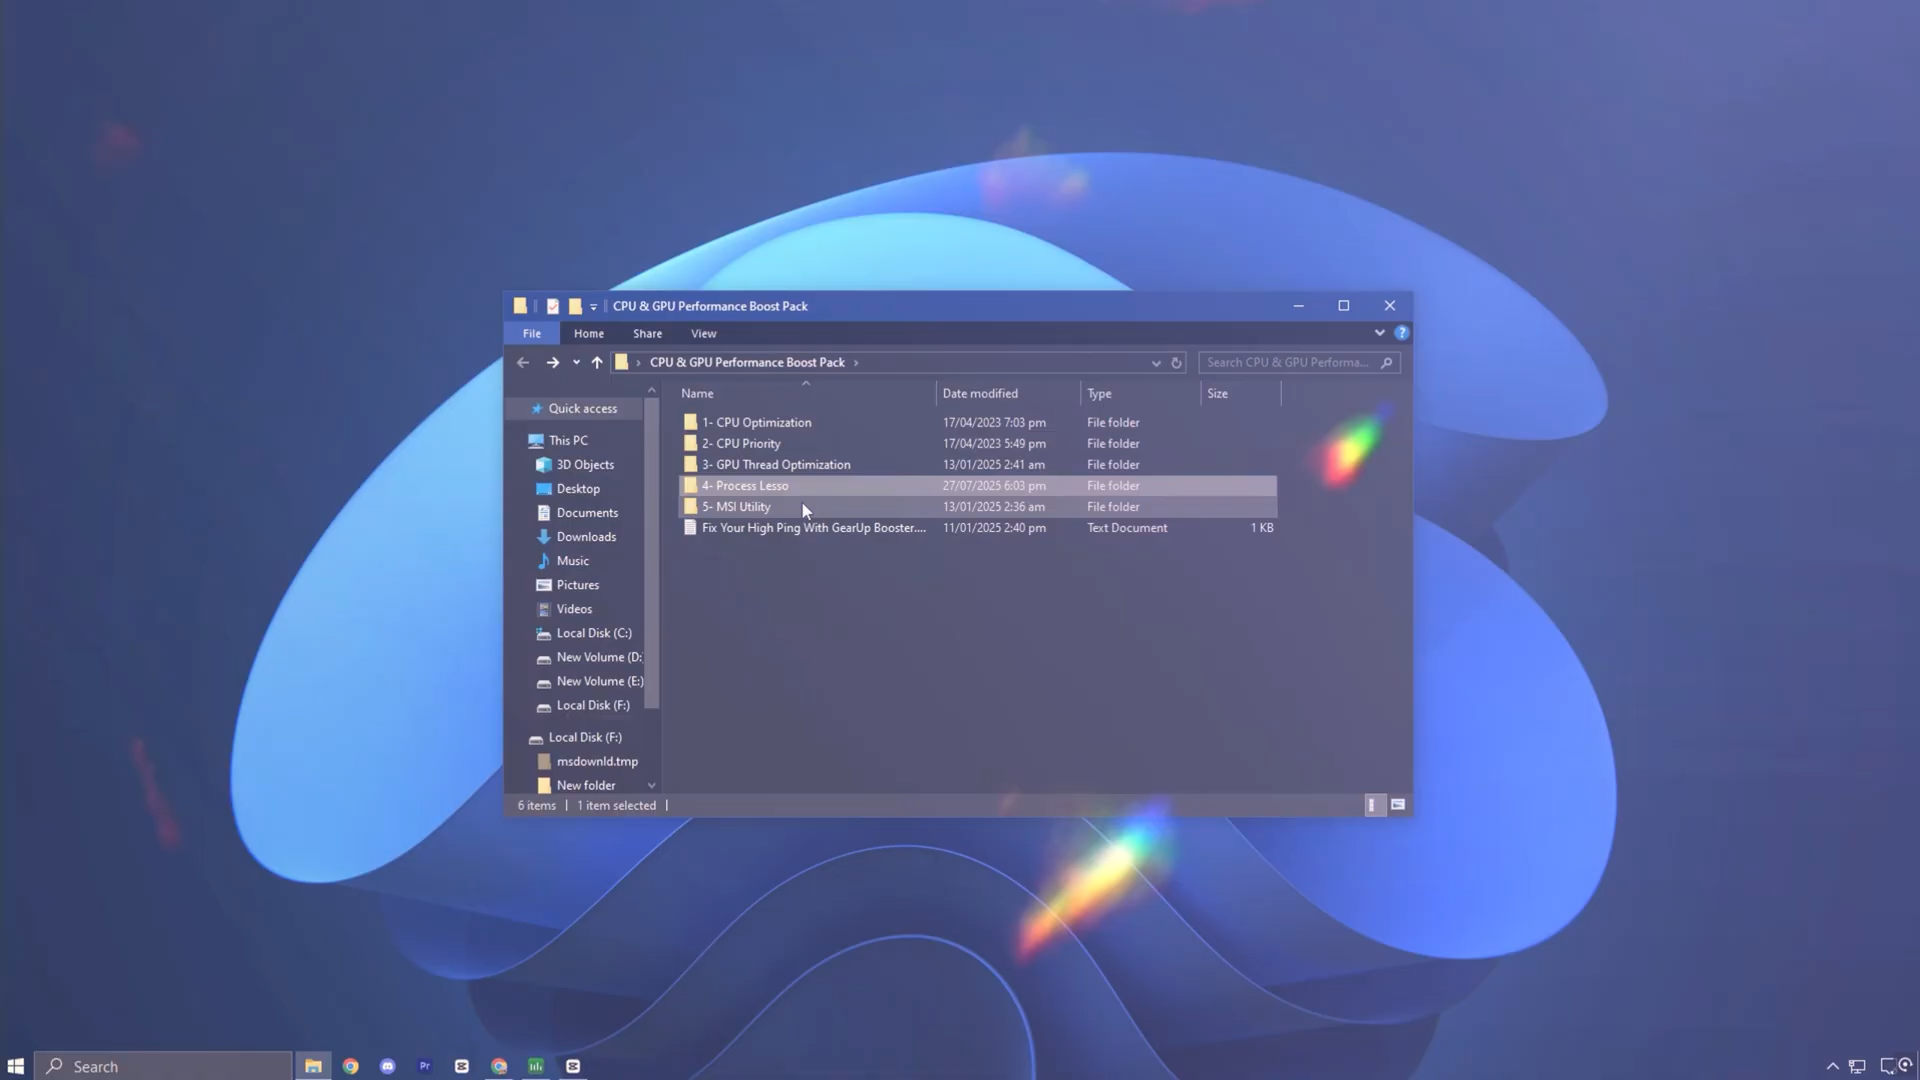 CPU & GPU Performance Boost Pack
File Home Share View
CPU & GPU Performance Boost Pack
Search CPU & GPU Performa...
Name Date modified Type Size
Quick access
This PC
3D Objects
Desktop
Documents
Downloads
Music
Pictures
Videos
Local Disk (C:)
New Volume (D:
New Volume (E:)
Local Disk (F:)
Local Disk (F:)
msdownld.tmp
New folder
1- CPU Optimization 17/04/2023 7:03 pm File folder
2- CPU Priority 17/04/2023 5:49 pm File folder
3- GPU Thread Optimization 13/01/2025 2:41 am File folder
4- Process Lesso 27/07/2025 6:03 pm File folder
5- MSI Utility 13/01/2025 2:36 am File folder
Fix Your High Ping With GearUp Booster.... 11/01/2025 2:40 pm Text Document 1 KB
6 items 1 item selected
Search
Pr